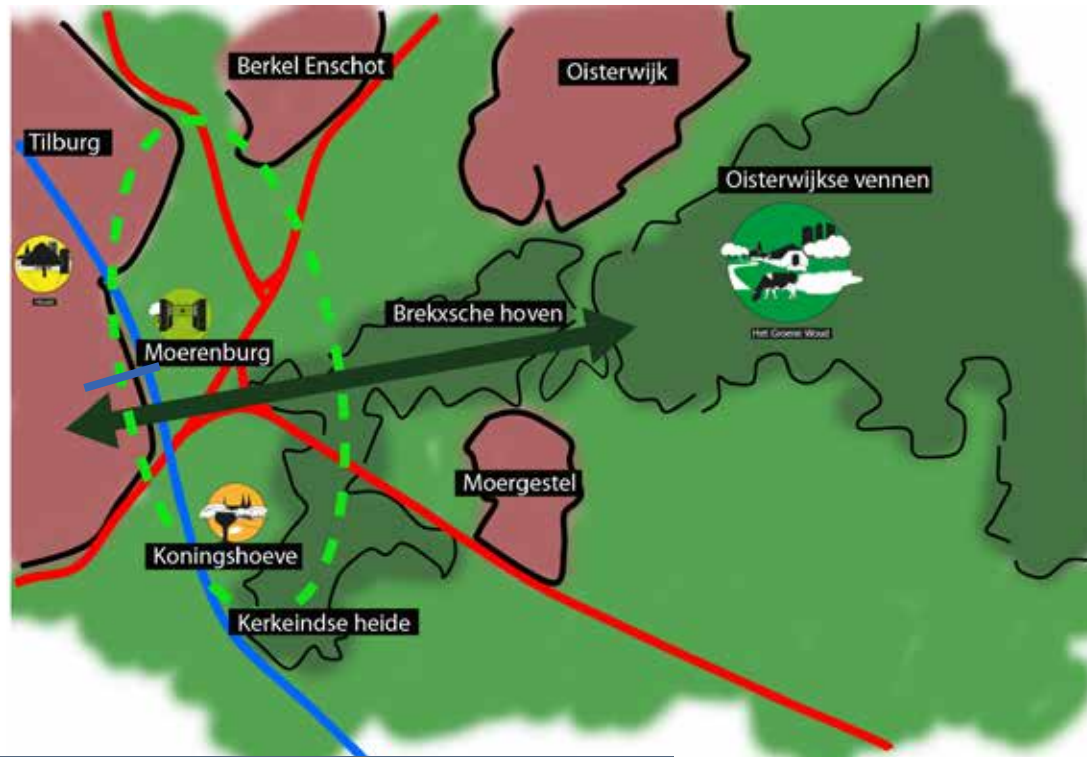 Berkel Enschot
Oisterwijk
Tilburg
Oisterwijkse vennen
Brekxsche hoven
Het Groene Woud
Moerenburg
Moergestel
Koningshoeve
Kerkeindse heide